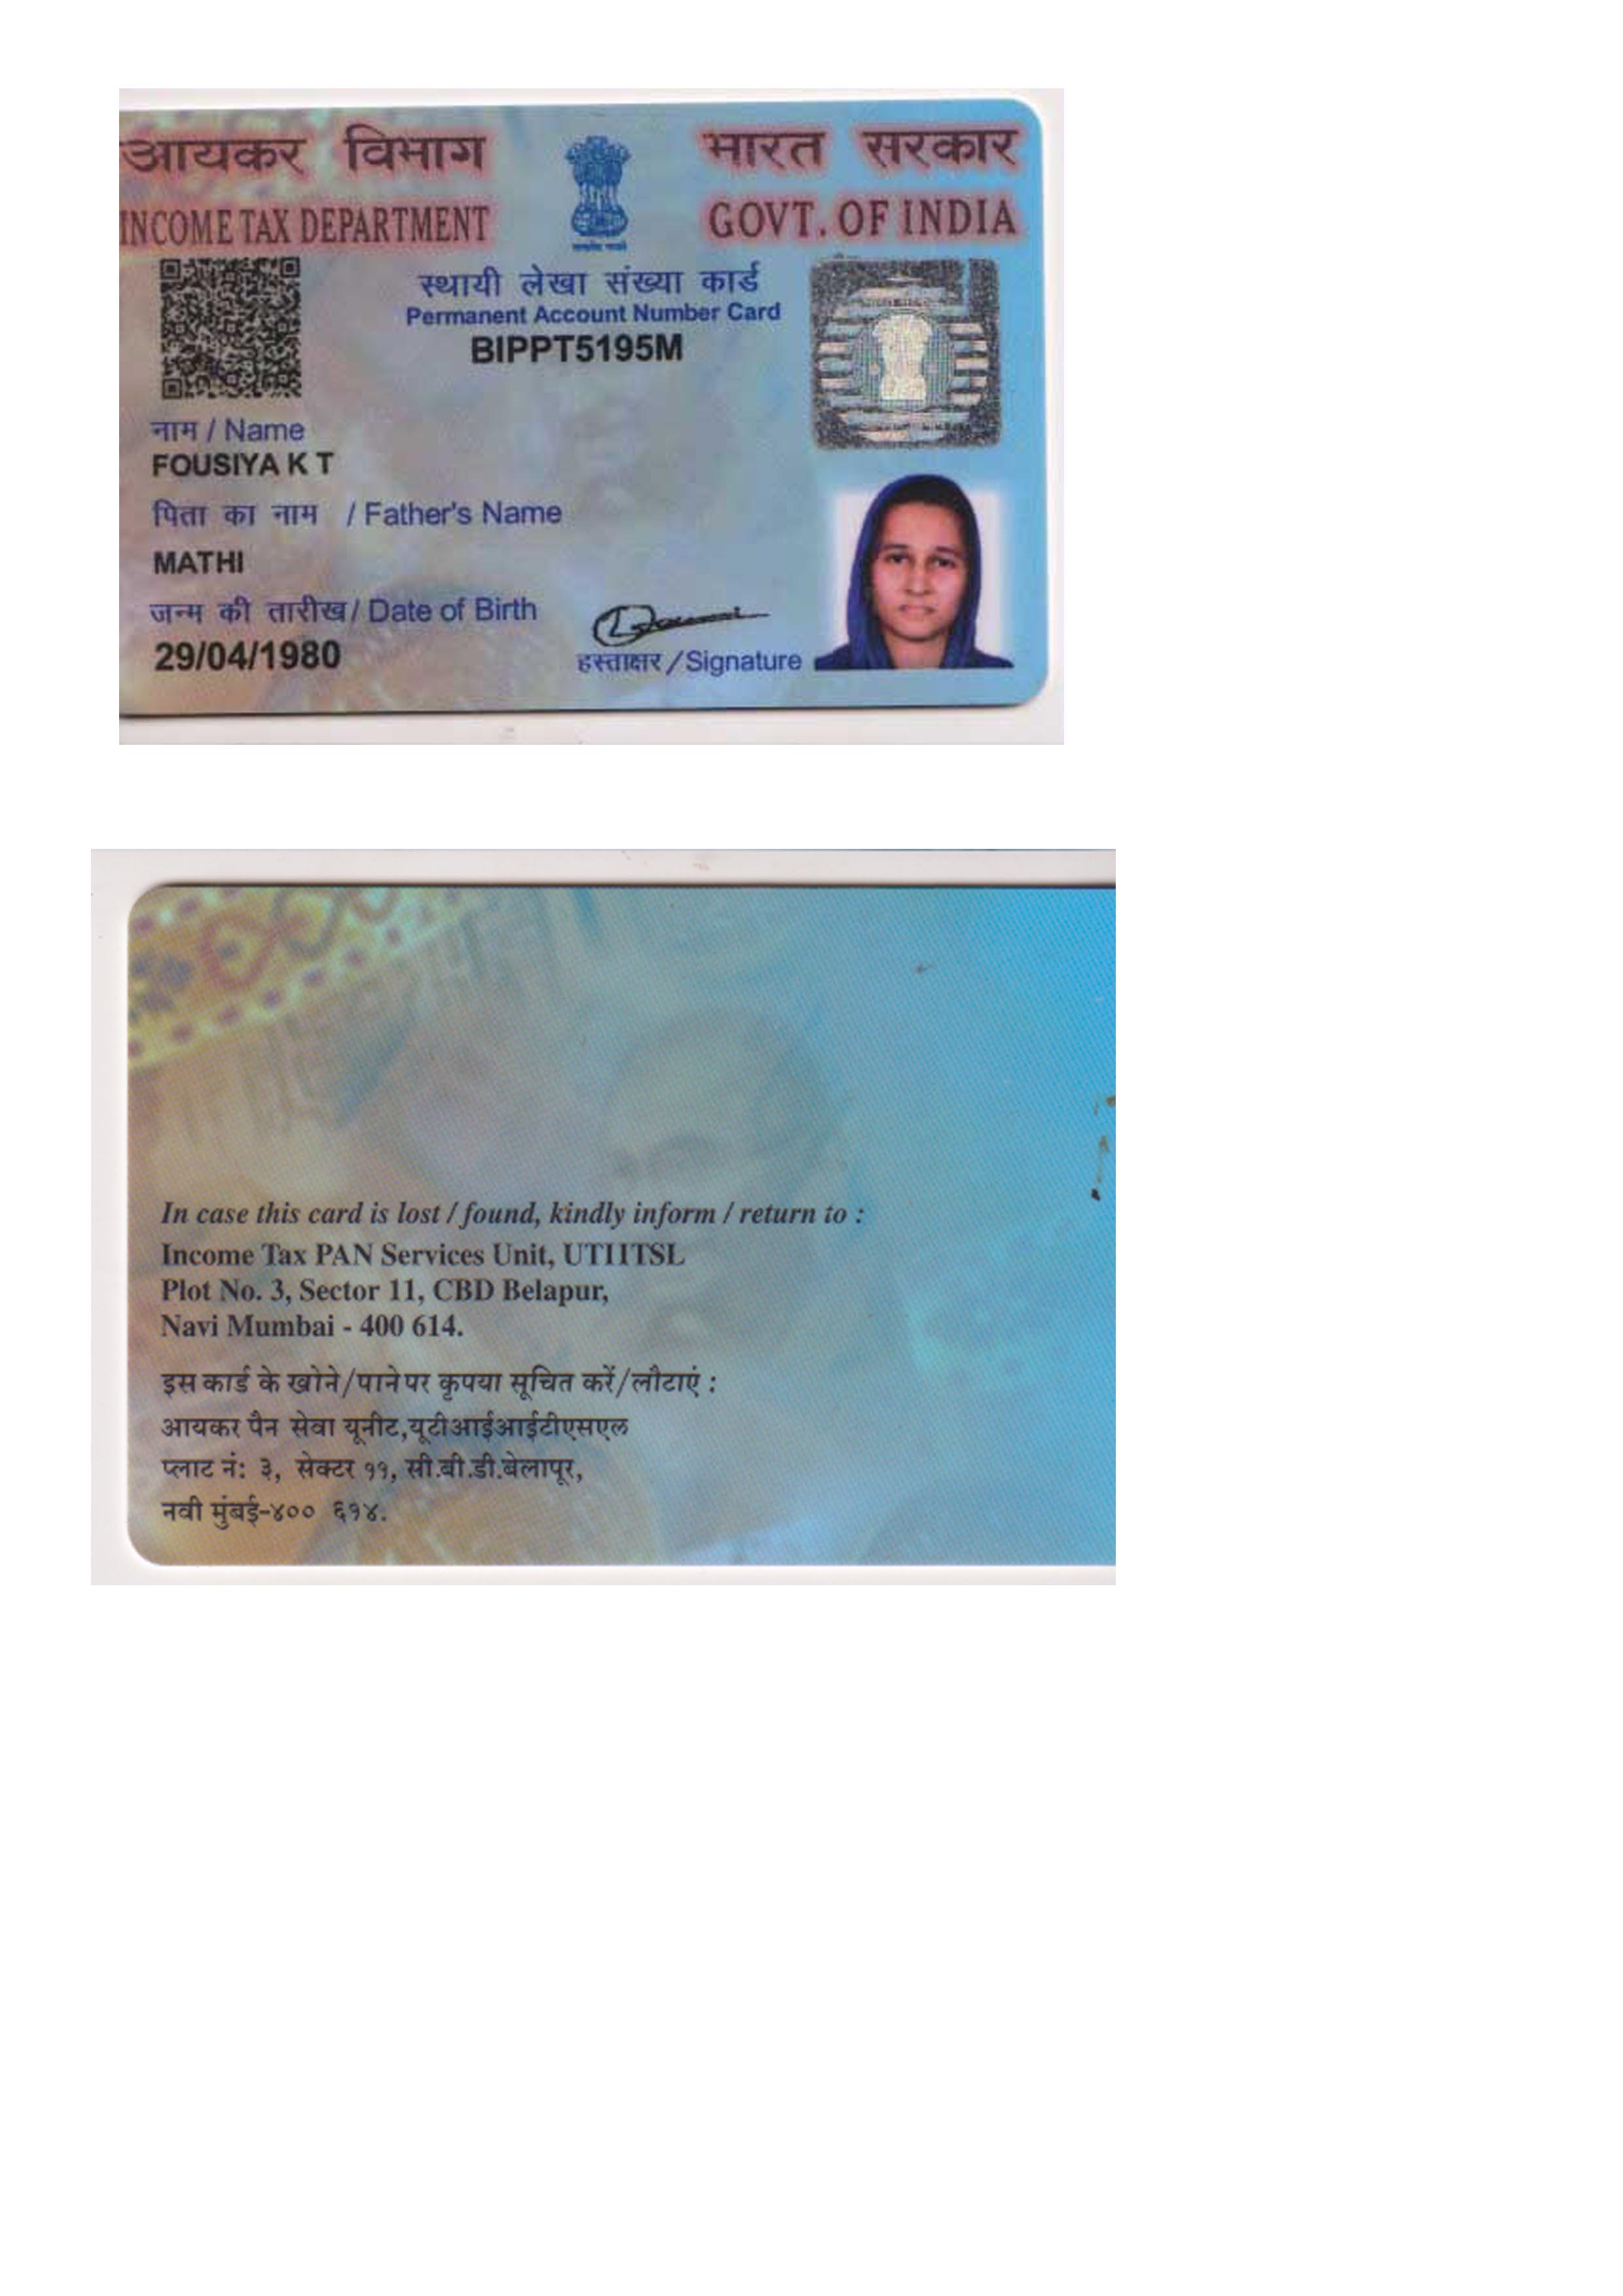 आयकर विभाग
भारत सरकार
INCOME TAX DEPARTMENT
GOVT. OF INDIA
स्थायी लेखा संख्या कार्ड
Permanent Account Number Card
BIPPT5195M
नाम / Name
FOUSIYA K T
पिता का नाम / Father's Name
MATHI
जन्म की तारीख / Date of Birth
29/04/1980
हस्ताक्षर / Signature
In case this card is lost / found, kindly inform / return to :
Income Tax PAN Services Unit, UTIITSL
Plot No. 3, Sector 11, CBD Belapur,
Navi Mumbai - 400 614.
इस कार्ड के खोने/पाने पर कृपया सूचित करें/लौटाएं :
आयकर पैन सेवा यूनीट,यूटीआईआईटीएसएल
प्लाट नं: ३, सेक्टर ११, सी.बी.डी.बेलापूर,
नवी मुंबई-४०० ६१४.